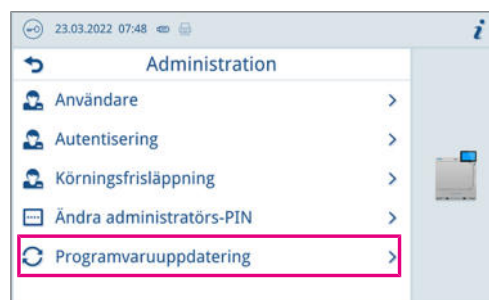 23.03.2022 07:48
Administration
Användare
Autentisering
Körningsfrisläppning
Ändra administratörs-PIN
Programvaruuppdatering